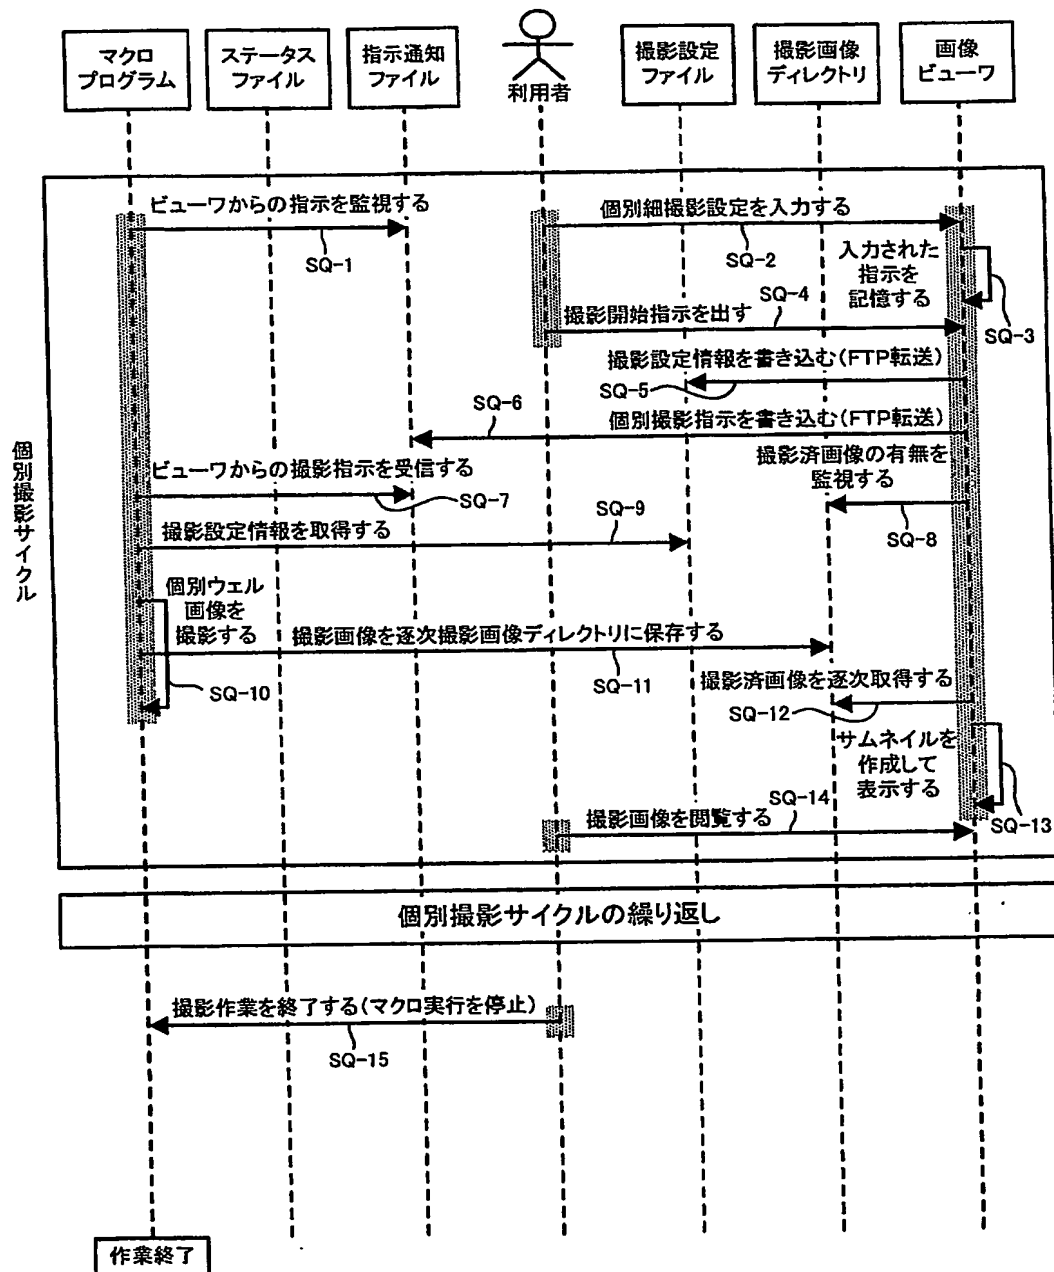 マクロ
プログラム
ステータス
ファイル
指示通知
ファイル
利用者
撮影設定
ファイル
撮影画像
ディレクトリ
画像
ビューワ
個別撮影サイクル
ビューワからの指示を監視する
SQ-1
個別細撮影設定を入力する
SQ-2
入力された
指示を
記憶する
SQ-3
SQ-4
撮影開始指示を出す
撮影設定情報を書き込む(FTP転送)
SQ-5
SQ-6
個別撮影指示を書き込む(FTP転送)
ビューワからの撮影指示を受信する
SQ-7
撮影済画像の有無を
監視する
SQ-8
SQ-9
撮影設定情報を取得する
個別ウェル
画像を
撮影する
SQ-10
撮影画像を逐次撮影画像ディレクトリに保存する
SQ-11
撮影済画像を逐次取得する
SQ-12
サムネイルを
作成して
表示する
SQ-13
SQ-14
撮影画像を閲覧する
個別撮影サイクルの繰り返し
撮影作業を終了する(マクロ実行を停止)
SQ-15
作業終了